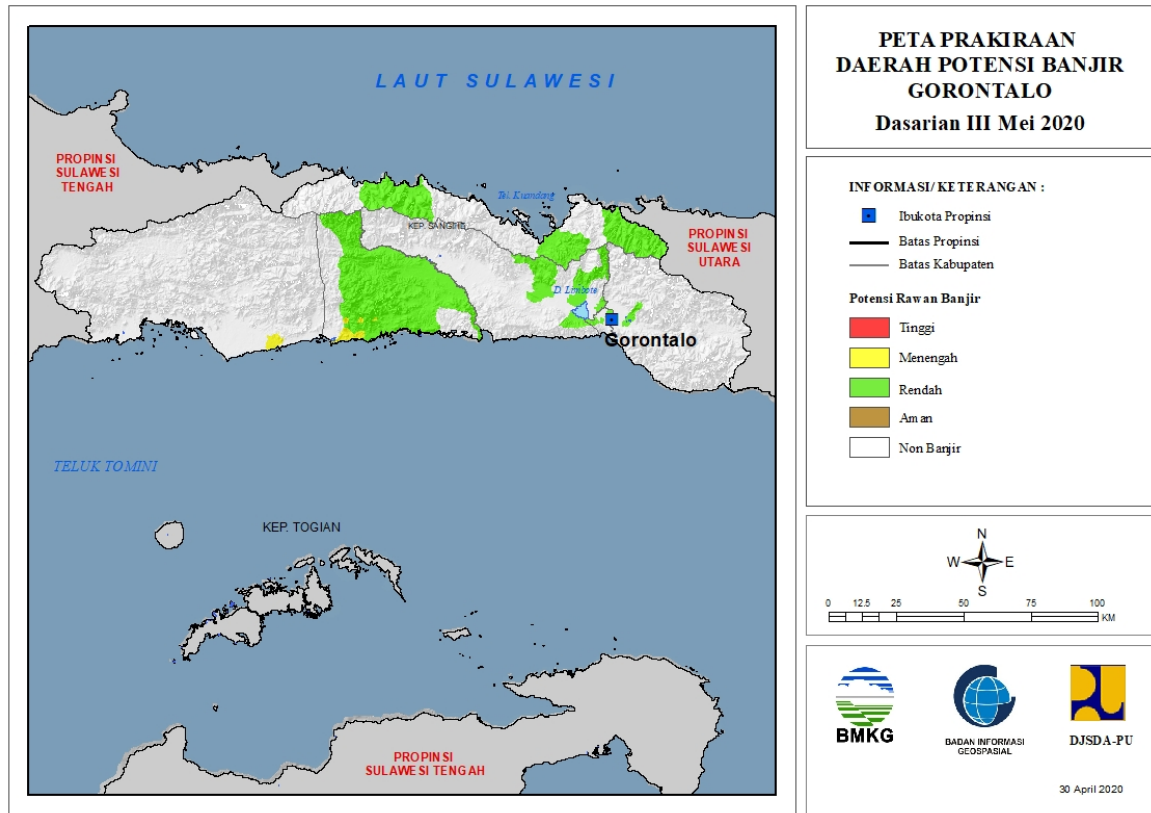 LAUT SULAWESI
PROPINSI
SULAWESI
TENGAH
Tel. Kuandang
KEP. SANGIHE
PROPINSI
SULAWESI
UTARA
D. Limboto
Gorontalo
TELUK TOMINI
KEP. TOGIAN
PROPINSI
SULAWESI TENGAH
PETA PRAKIRAAN
DAERAH POTENSI BANJIR
GORONTALO
Dasarian III Mei 2020
INFORMASI/ KETERANGAN :
Ibukota Propinsi
Batas Propinsi
Batas Kabupaten
Potensi Rawan Banjir
Tinggi
Menengah
Rendah
Aman
Non Banjir
N
W E
S
0 12.5 25 50 75 100
KM
BMKG
BADAN INFORMASI
GEOSPASIAL
DJSDA-PU
30 April 2020